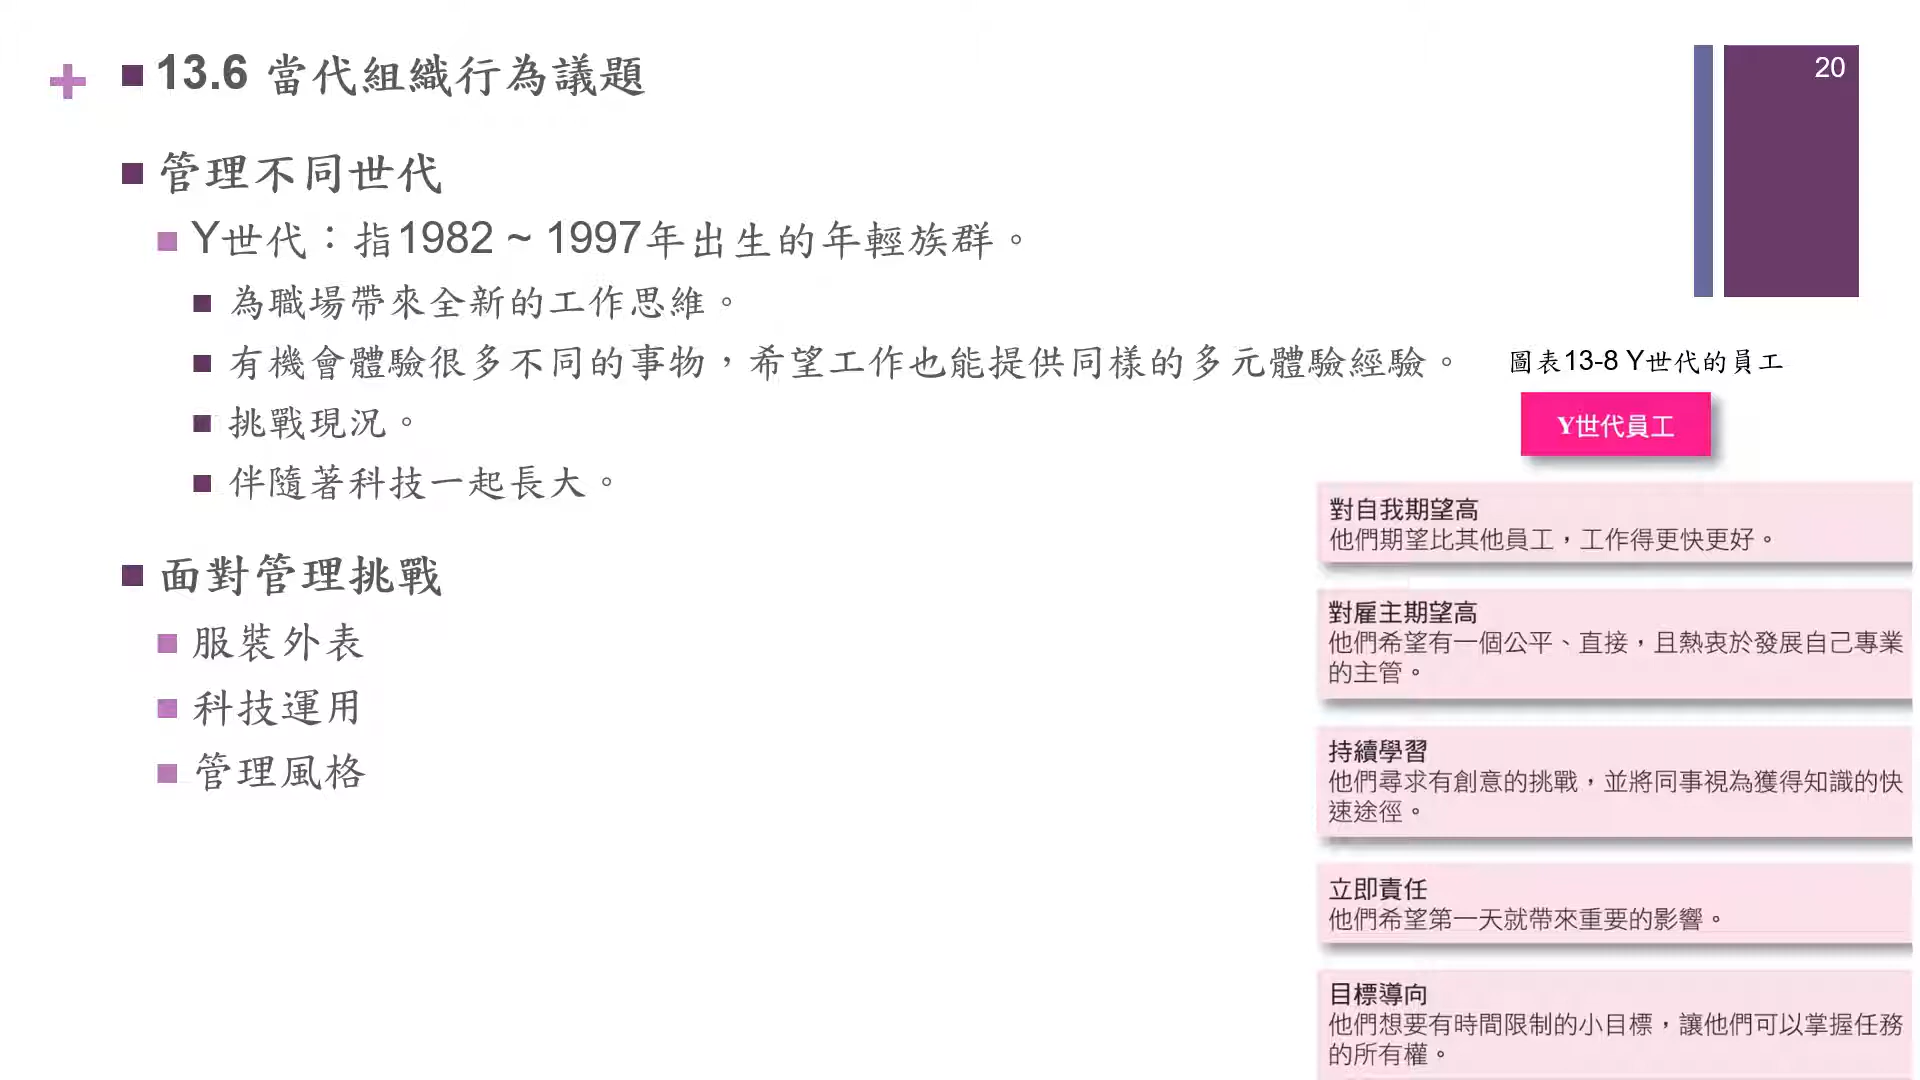 13.6 當代組織行為議題
20
管理不同世代
Y世代：指1982 ~ 1997年出生的年輕族群。
為職場帶來全新的工作思維。
有機會體驗很多不同的事物，希望工作也能提供同樣的多元體驗經驗。
挑戰現況。
伴隨著科技一起長大。
面對管理挑戰
服裝外表
科技運用
管理風格
圖表13-8 Y世代的員工
Y世代員工
對自我期望高
他們期望比其他員工，工作得更快更好。
對雇主期望高
他們希望有一個公平、直接，且熱衷於發展自己專業
的主管。
持續學習
他們尋求有創意的挑戰，並將同事視為獲得知識的快
速途徑。
立即責任
他們希望第一天就帶來重要的影響。
目標導向
他們想要有時間限制的小目標，讓他們可以掌握任務
的所有權。